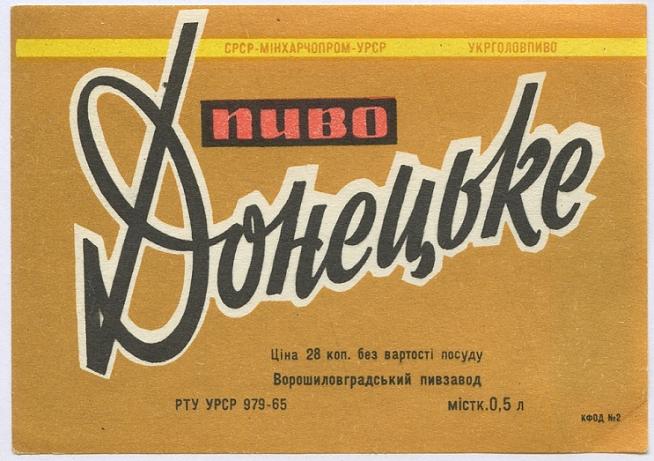 СРСР-МІНХАРЧОПРОМ-УРСР УКРГОЛОВПИВО
пиво
Донецьке
Ціна 28 коп. без вартості посуду
Ворошиловградський пивзавод
РТУ УРСР 979-65 містк.0,5 л
КФОД №2